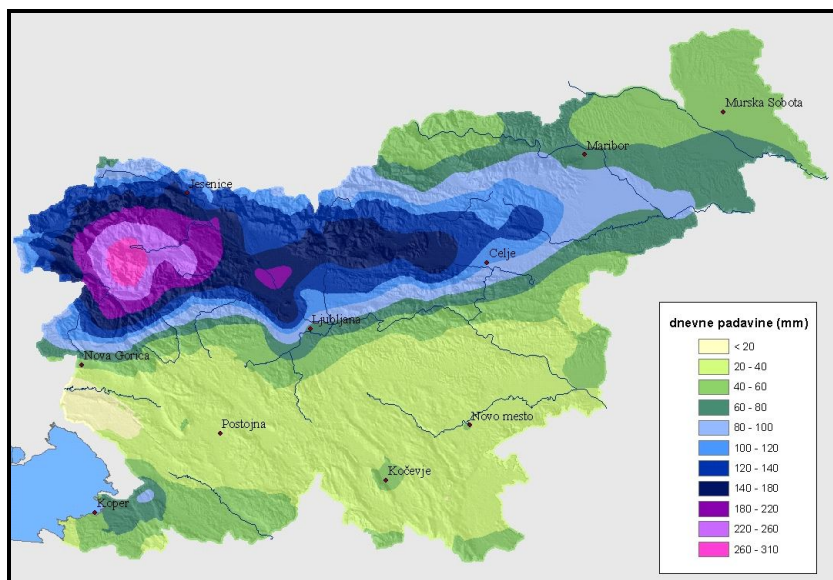 Murska Sobota
Maribor
Jesenice
Celje
Ljubljana
Nova Gorica
Postojna
Novo mesto
Kočevje
Koper
dnevne padavine (mm)
< 20
20 - 40
40 - 60
60 - 80
80 - 100
100 - 120
120 - 140
140 - 180
180 - 220
220 - 260
260 - 310